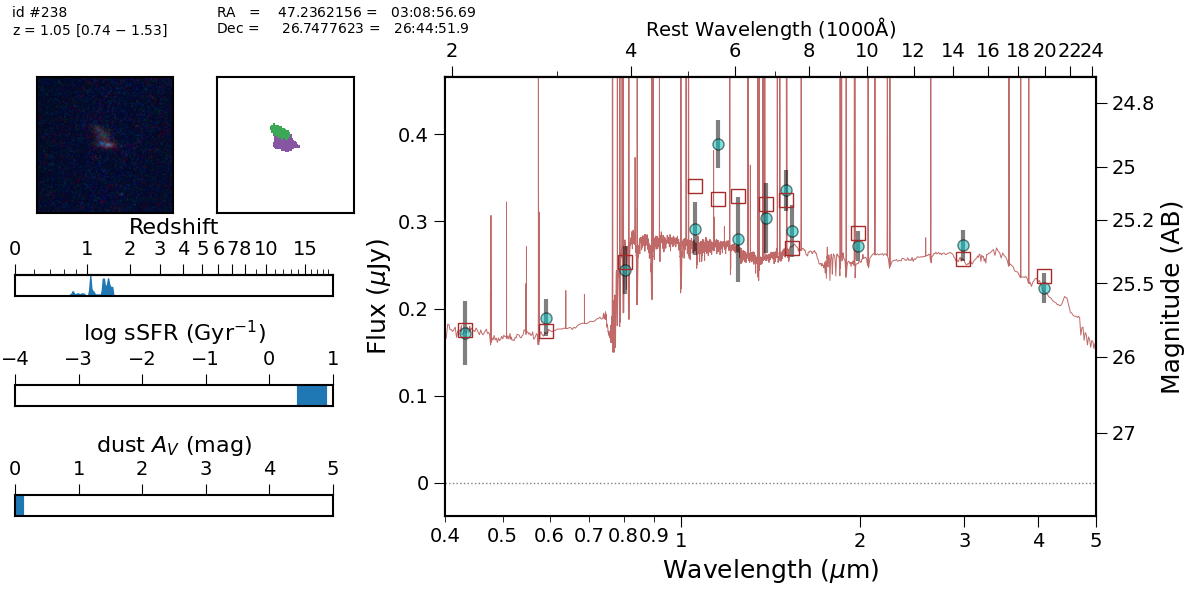 id #238
z = 1.05 [0.74 − 1.53]
RA = 47.2362156 = 03:08:56.69
Dec = 26.7477623 = 26:44:51.9
Redshift
0 1 2 3 4 5 6 7 8 10 15
log sSFR (Gyr⁻¹)
−4 −3 −2 −1 0 1
dust A_V (mag)
0 1 2 3 4 5
Rest Wavelength (1000Å)
2 4 6 8 10 12 14 16 18 20 22 24
Flux (μJy)
0.4
0.3
0.2
0.1
0
24.8
25
25.2
25.5
26
27
Magnitude (AB)
0.4 0.5 0.6 0.7 0.8 0.9 1 2 3 4 5
Wavelength (μm)